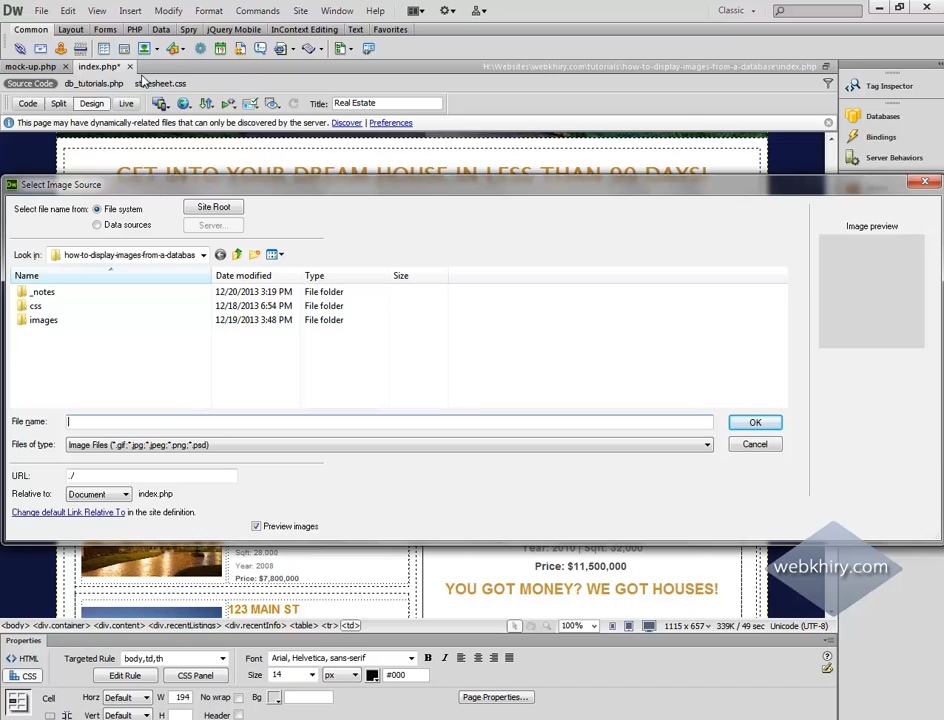 DW File Edit View Insert Modify Format Commands Site Window Help Classic
Common Layout Forms PHP Data Spry jQuery Mobile InContext Editing Text Favorites
mock-up.php index.php* H:\Websites\webkhiry.com\tutorials\how-to-display-images-from-a-database\index.php
Source Code db_tutorials.php stylesheet.css
Code Split Design Live Title: Real Estate
This page may have dynamically-related files that can only be discovered by the server. Discover Preferences
Tag Inspector
Databases
Bindings
Server Behaviors
GET INTO YOUR DREAM HOUSE IN LESS THAN 90 DAYS!
Select Image Source
Select file name from: File system Site Root
Data sources Server...
Look in: how-to-display-images-from-a-databas
Image preview
Name Date modified Type Size
_notes 12/20/2013 3:19 PM File folder
css 12/18/2013 6:54 PM File folder
images 12/19/2013 3:48 PM File folder
File name: OK
Files of type: Image Files (*.gif;*.jpg;*.jpeg;*.png;*.psd) Cancel
URL: ./
Relative to: Document index.php
Change default Link Relative To in the site definition.
Preview images
Sqft: 28,000
Year: 2008
Price: $7,800,000
Year: 2010 | Sqft: 32,000
Price: $11,500,000
YOU GOT MONEY? WE GOT HOUSES!
webkhiry.com
123 MAIN ST
<body> <div.container> <div.content> <div.recentListings> <div.recentInfo> <table> <tr> <td> 100% 1115 x 657 339K / 49 sec Unicode (UTF-8)
Properties
HTML Targeted Rule body,td,th Font Arial, Helvetica, sans-serif B I
CSS Edit Rule CSS Panel Size 14 px #000
Cell Horz Default W 194 No wrap Bg Page Properties...
Vert Default H Header